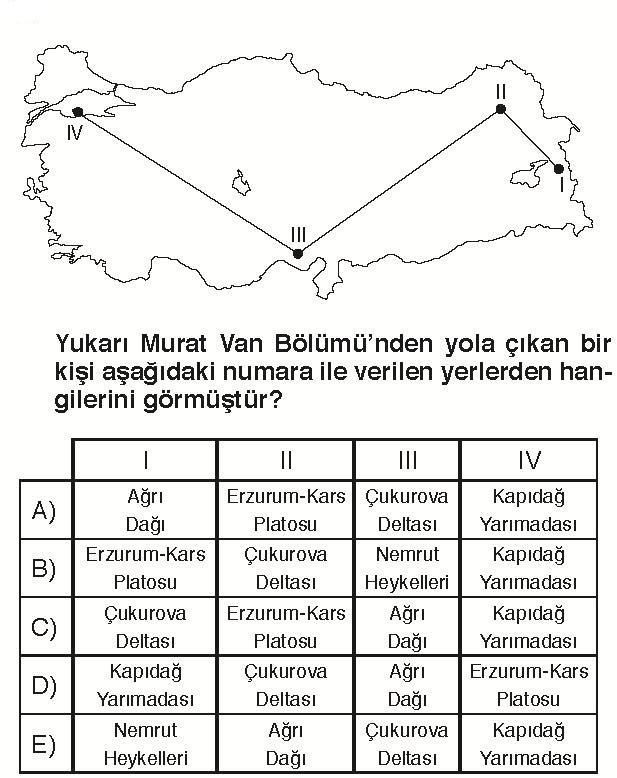 II
IV
I
III
Yukarı Murat Van Bölümü'nden yola çıkan bir
kişi aşağıdaki numara ile verilen yerlerden han-
gilerini görmüştür?
I II III IV
A) Ağrı Dağı Erzurum-Kars Platosu Çukurova Deltası Kapıdağ Yarımadası
B) Erzurum-Kars Platosu Çukurova Deltası Nemrut Heykelleri Kapıdağ Yarımadası
C) Çukurova Deltası Erzurum-Kars Platosu Ağrı Dağı Kapıdağ Yarımadası
D) Kapıdağ Yarımadası Çukurova Deltası Ağrı Dağı Erzurum-Kars Platosu
E) Nemrut Heykelleri Ağrı Dağı Çukurova Deltası Kapıdağ Yarımadası